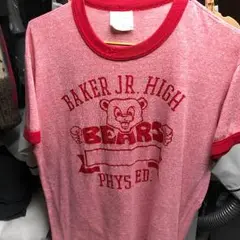 BAKER JR. HIGH
BEARS
PHYS. ED.